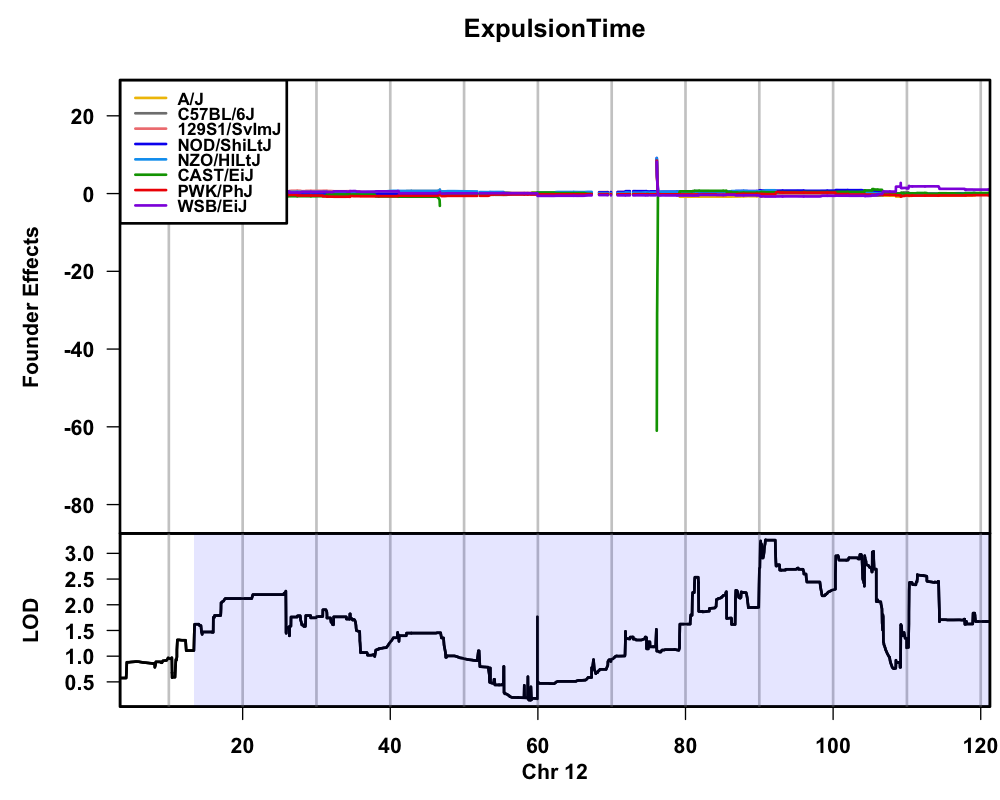 ExpulsionTime
A/J
C57BL/6J
129S1/SvImJ
NOD/ShiLtJ
NZO/HlLtJ
CAST/EiJ
PWK/PhJ
WSB/EiJ
Founder Effects
20
0
-20
-40
-60
-80
LOD
3.0
2.5
2.0
1.5
1.0
0.5
20 40 60 80 100 120
Chr 12